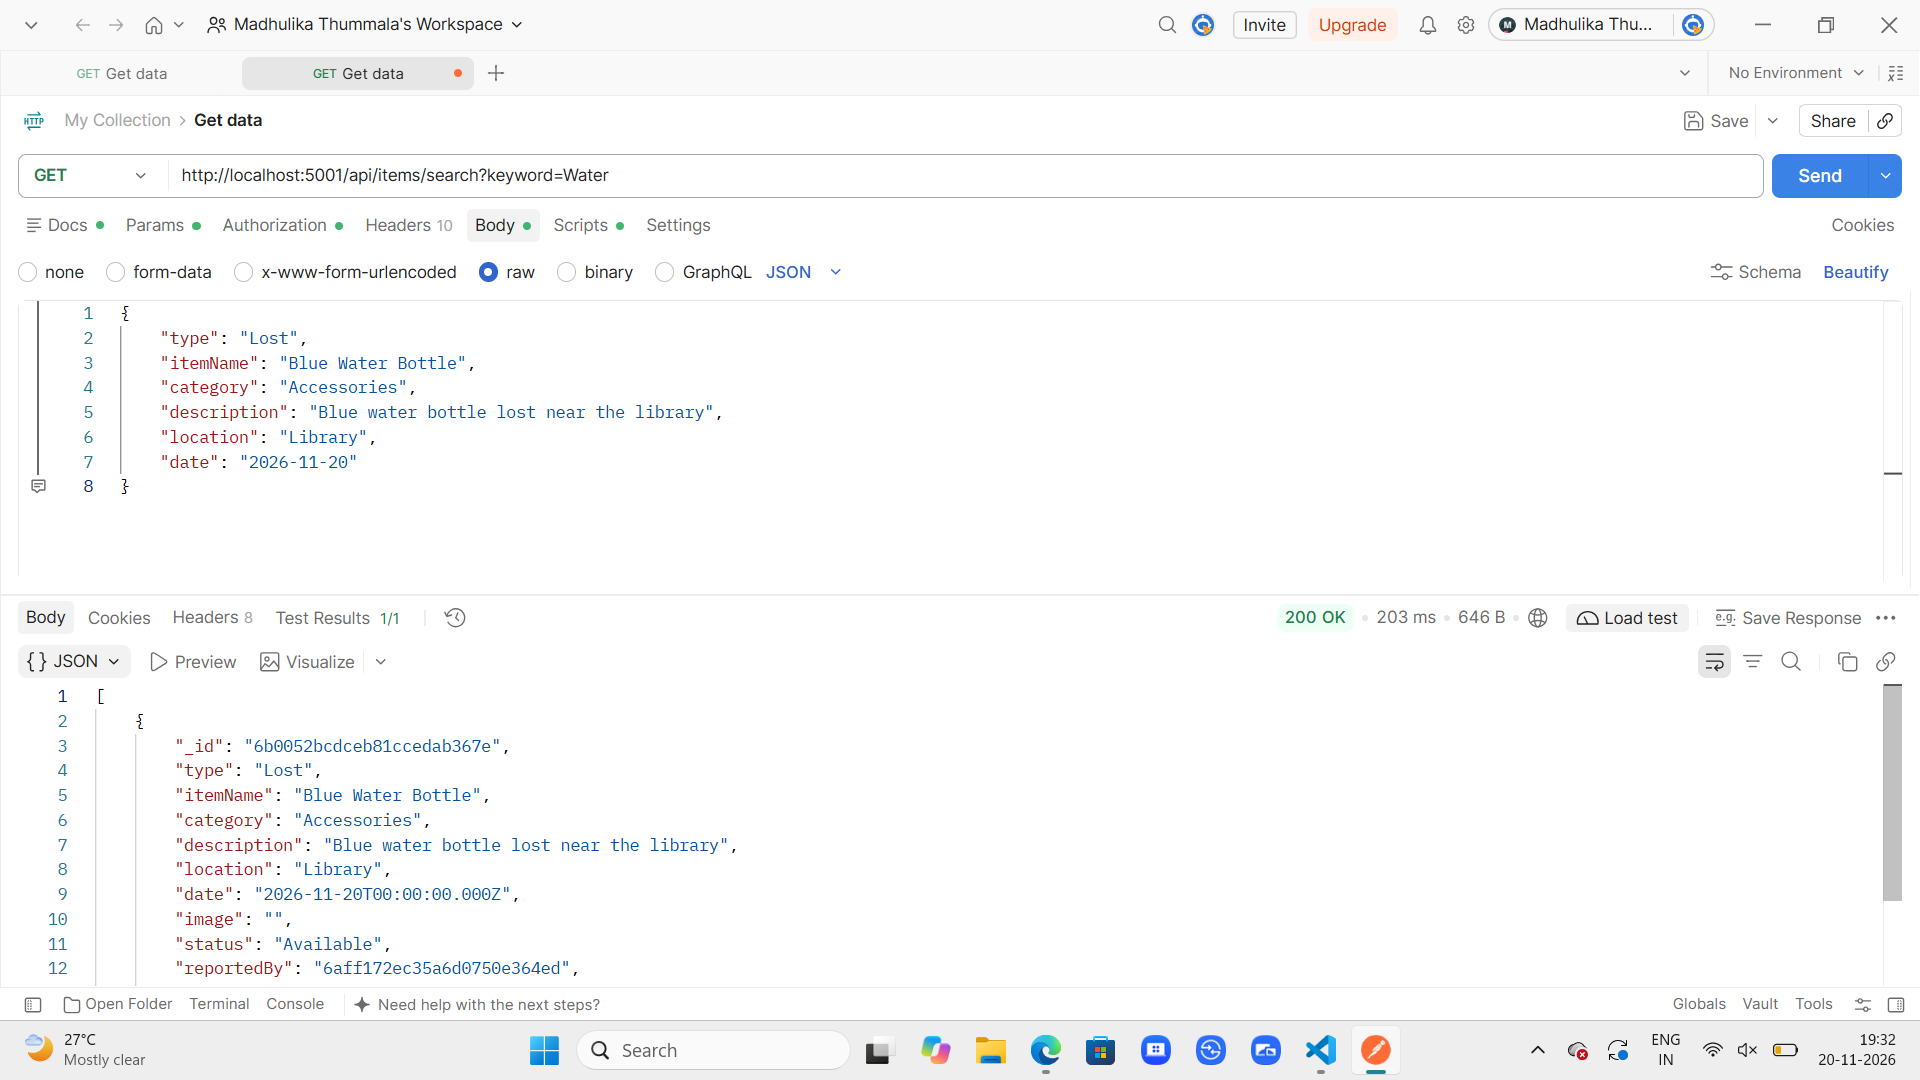 Madhulika Thummala's Workspace
Invite
Upgrade
M Madhulika Thu...
GET Get data
GET Get data
No Environment
HTTP My Collection > Get data
Save
Share
GET
http://localhost:5001/api/items/search?keyword=Water
Send
Docs
Params
Authorization
Headers 10
Body
Scripts
Settings
Cookies
none
form-data
x-www-form-urlencoded
raw
binary
GraphQL
JSON
Schema
Beautify
1 {
2 "type": "Lost",
3 "itemName": "Blue Water Bottle",
4 "category": "Accessories",
5 "description": "Blue water bottle lost near the library",
6 "location": "Library",
7 "date": "2026-11-20"
8 }
Body
Cookies
Headers 8
Test Results 1/1
200 OK • 203 ms • 646 B
Load test
e.g. Save Response
{} JSON
Preview
Visualize
1 [
2 {
3 "_id": "6b0052bcdceb81ccedab367e",
4 "type": "Lost",
5 "itemName": "Blue Water Bottle",
6 "category": "Accessories",
7 "description": "Blue water bottle lost near the library",
8 "location": "Library",
9 "date": "2026-11-20T00:00:00.000Z",
10 "image": "",
11 "status": "Available",
12 "reportedBy": "6aff172ec35a6d0750e364ed",
Open Folder
Terminal
Console
Need help with the next steps?
Globals
Vault
Tools
27°C
Mostly clear
Search
ENG
IN
19:32
20-11-2026